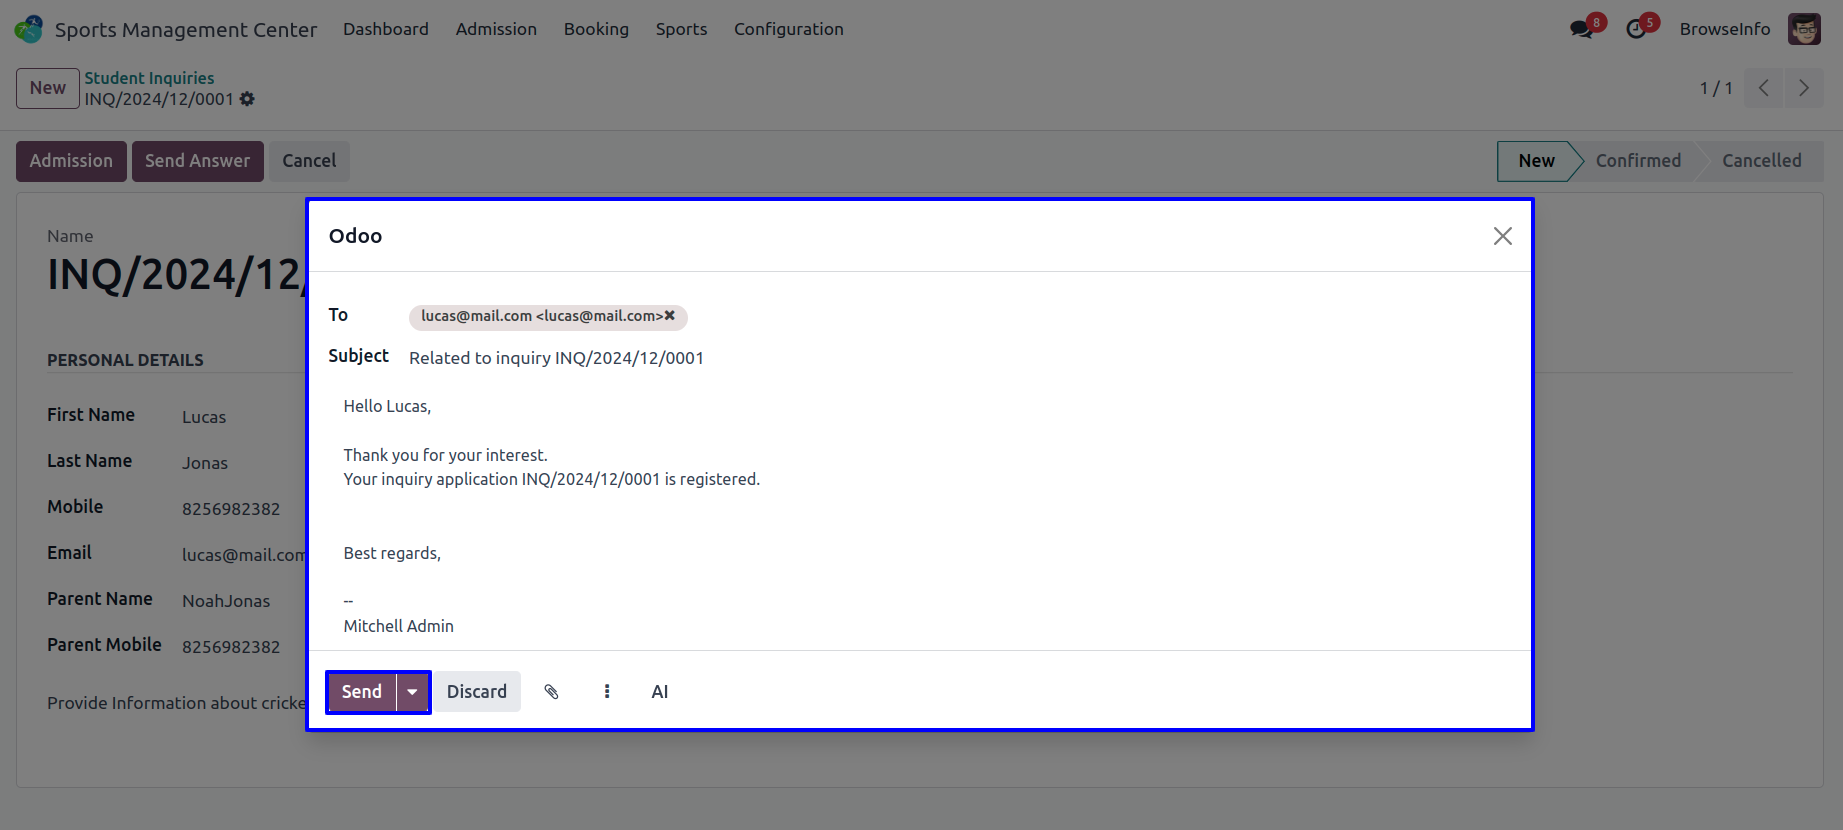 Sports Management Center Dashboard Admission Booking Sports Configuration 8 5 BrowseInfo
New Student Inquiries
INQ/2024/12/0001 1 / 1
Admission Send Answer Cancel New Confirmed Cancelled
Name
INQ/2024/12/
PERSONAL DETAILS
First Name Lucas
Last Name Jonas
Mobile 8256982382
Email lucas@mail.com
Parent Name NoahJonas
Parent Mobile 8256982382
Provide Information about cricke
Odoo
To lucas@mail.com <lucas@mail.com>
Subject Related to inquiry INQ/2024/12/0001
Hello Lucas,
Thank you for your interest.
Your inquiry application INQ/2024/12/0001 is registered.
Best regards,
--
Mitchell Admin
Send Discard AI